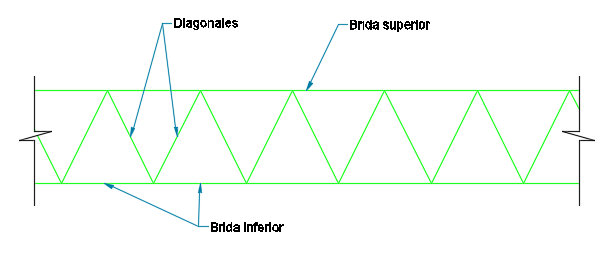 Diagonales
Brida superior
Brida inferior